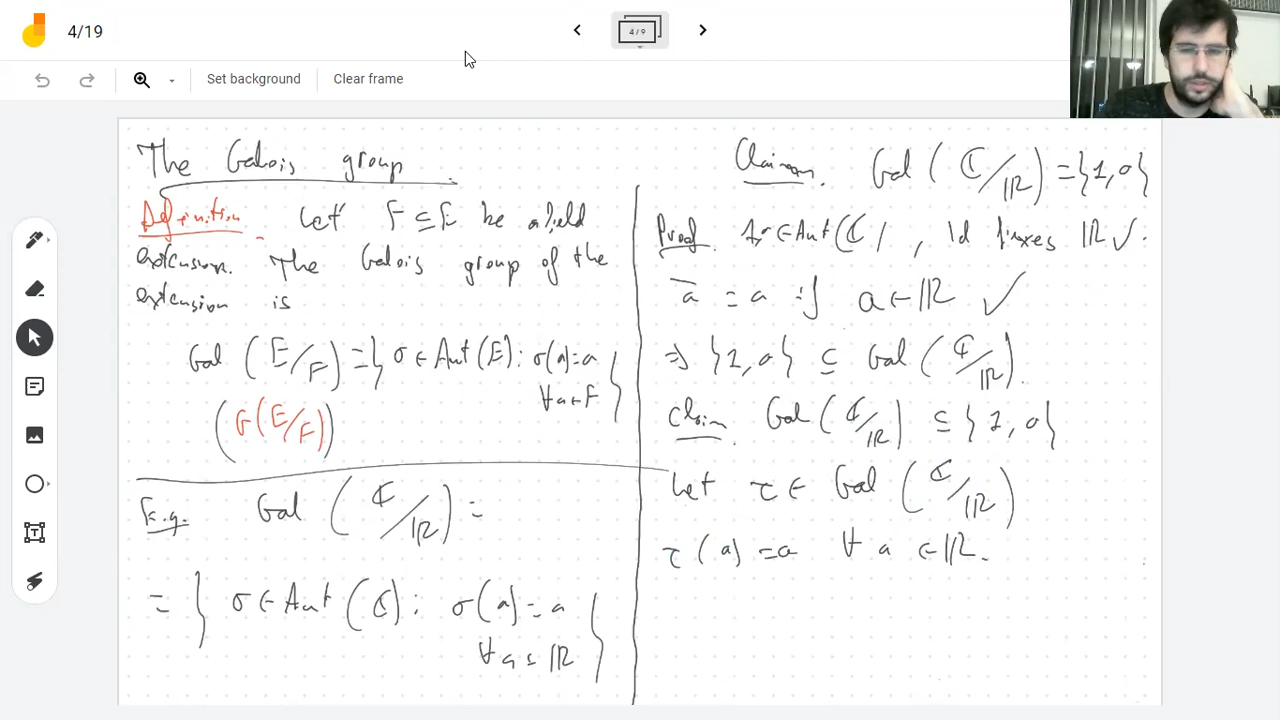 4/19
4/9
Set background
Clear frame
The Galois group
Definition. Let F ⊆ E be a field
extension. The Galois group of the
extension is
Gal (E/F) = { σ ∈ Aut(E) : σ(a)=a
∀a∈F }
(G(E/F))
E.g. Gal (ℂ/ℝ) =
= { σ ∈ Aut (ℂ) : σ(a) = a
∀a ∈ ℝ }
Claim. Gal (ℂ/ℝ) = {1, σ}
Proof. 1,σ ∈ Aut(ℂ), Id fixes ℝ ✓.
a̅ = a if a ∈ ℝ ✓
⇒ {1, σ} ⊆ Gal (ℂ/ℝ).
Claim. Gal (ℂ/ℝ) ⊆ {1, σ}
Let τ ∈ Gal (ℂ/ℝ)
τ(a) = a ∀ a ∈ ℝ.